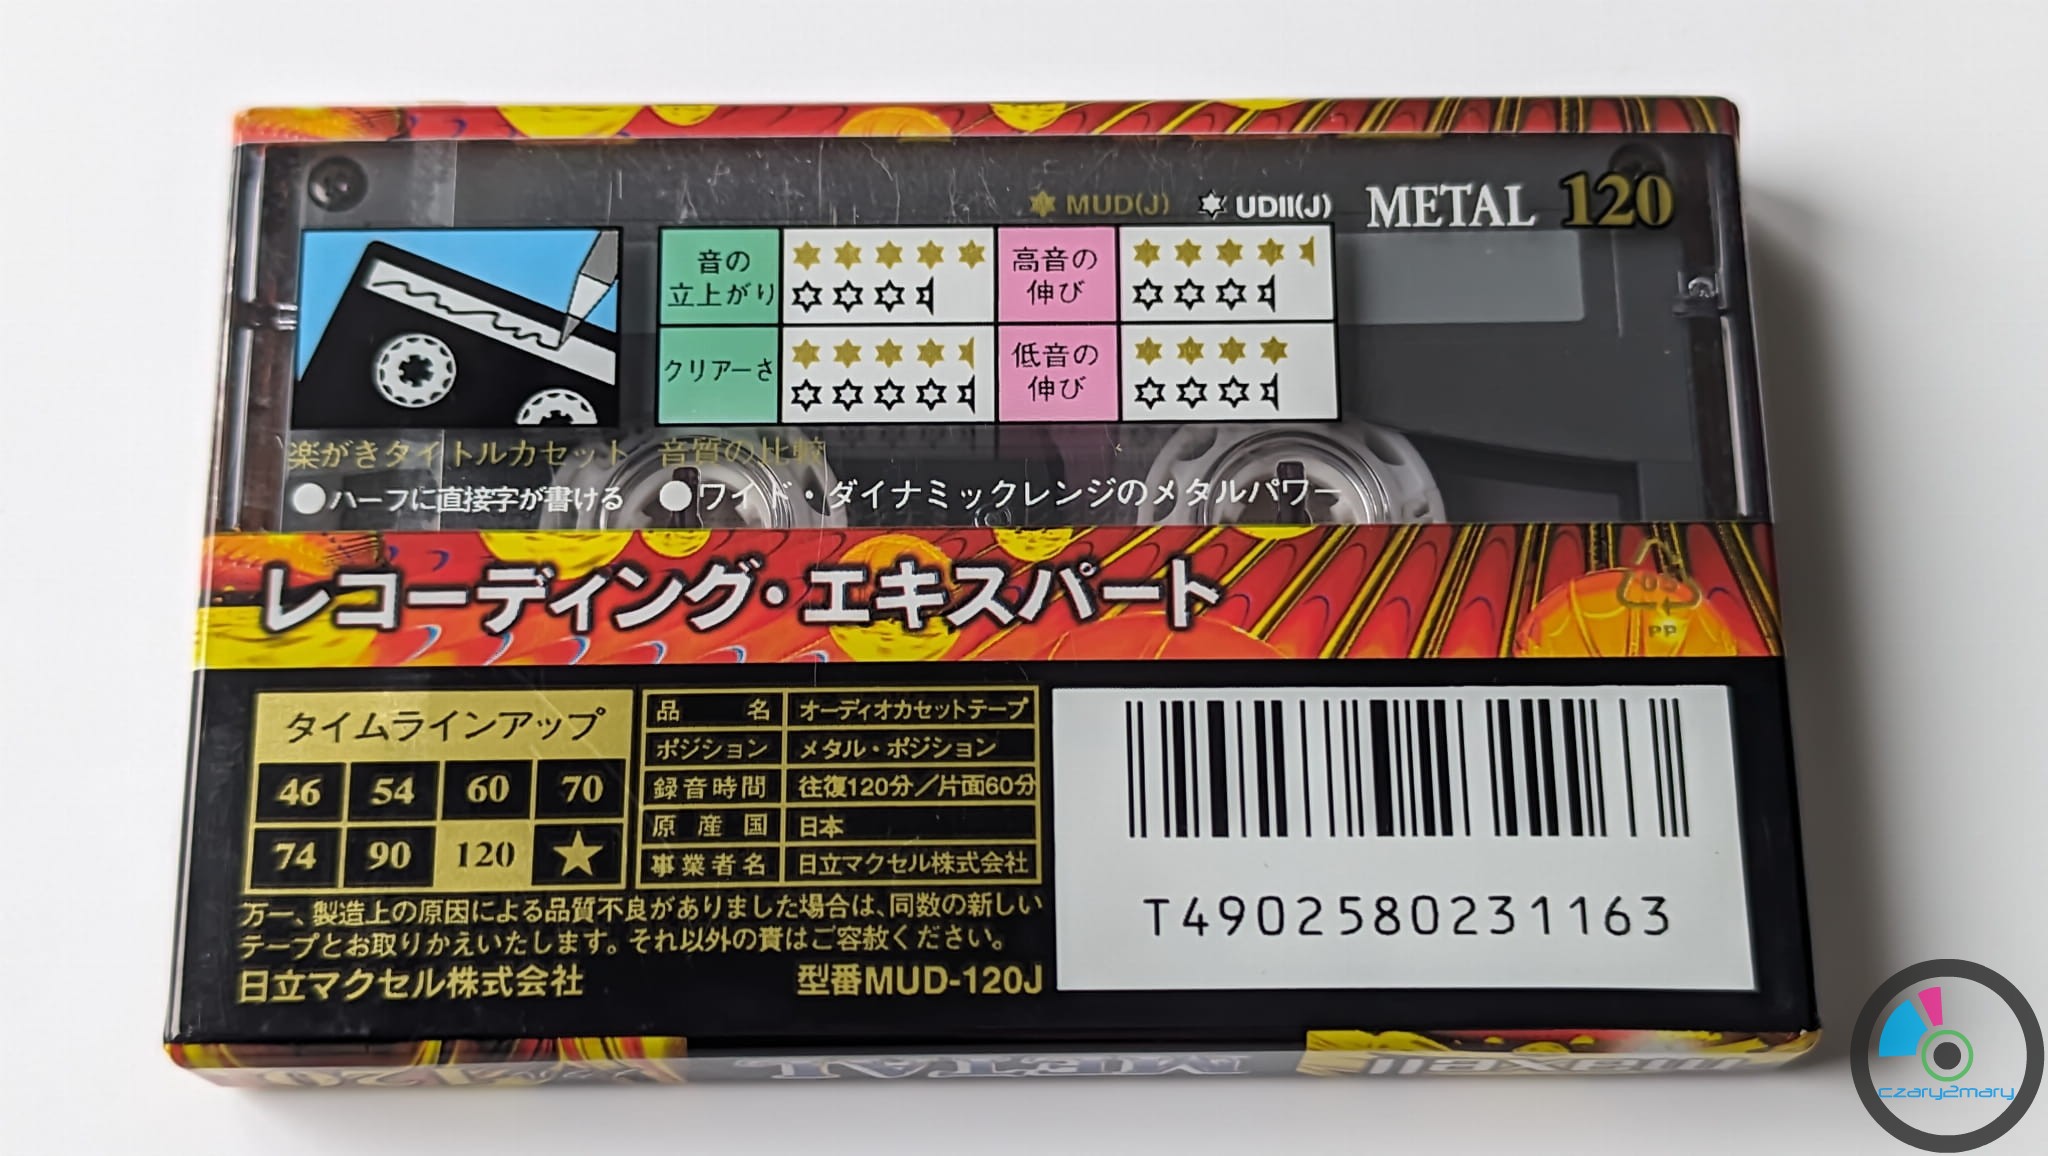 MUD(J) UDII(J) METAL 120
音の立上がり
高音の伸び
クリアーさ
低音の伸び
楽がきタイトルカセット
●ハーフに直接字が書ける
音質の比較
●ワイド・ダイナミックレンジのメタルパワー
レコーディング・エキスパート
PP
タイムラインアップ
46 54 60 70
74 90 120 ★
品名 オーディオカセットテープ
ポジション メタル・ポジション
録音時間 往復120分／片面60分
原産国 日本
事業者名 日立マクセル株式会社
万一、製造上の原因による品質不良がありました場合は、同数の新しい
テープとお取りかえいたします。それ以外の責はご容赦ください。
日立マクセル株式会社 型番MUD-120J
T4902580231163
maxell METAL 120
czary2mary